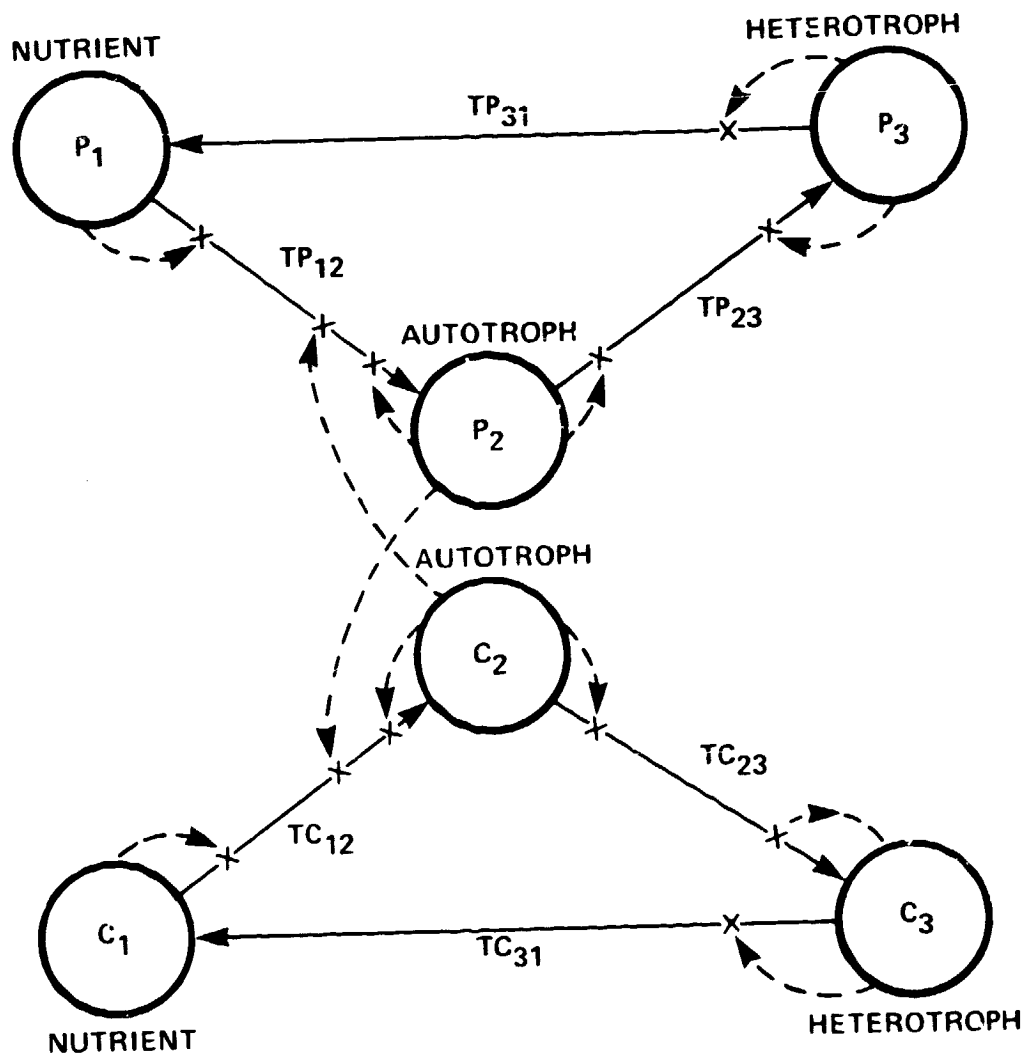 NUTRIENT
HETEROTROPH
P1
TP31
P3
TP12
TP23
AUTOTROPH
P2
AUTOTROPH
C2
TC23
TC12
C1
C3
TC31
NUTRIENT
HETEROTROPH